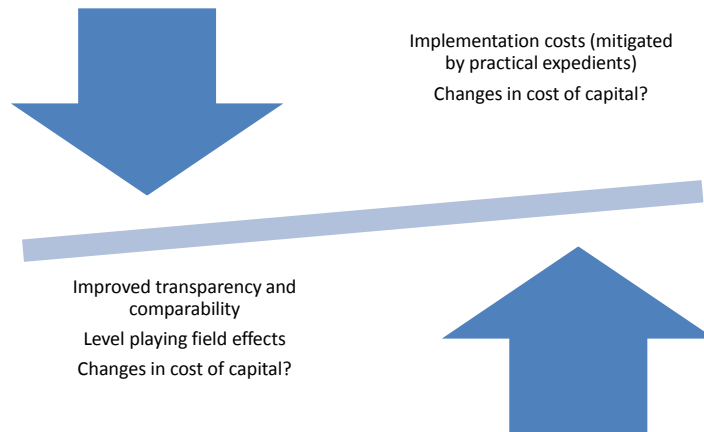 Implementation costs (mitigated
by practical expedients)
Changes in cost of capital?
Improved transparency and
comparability
Level playing field effects
Changes in cost of capital?